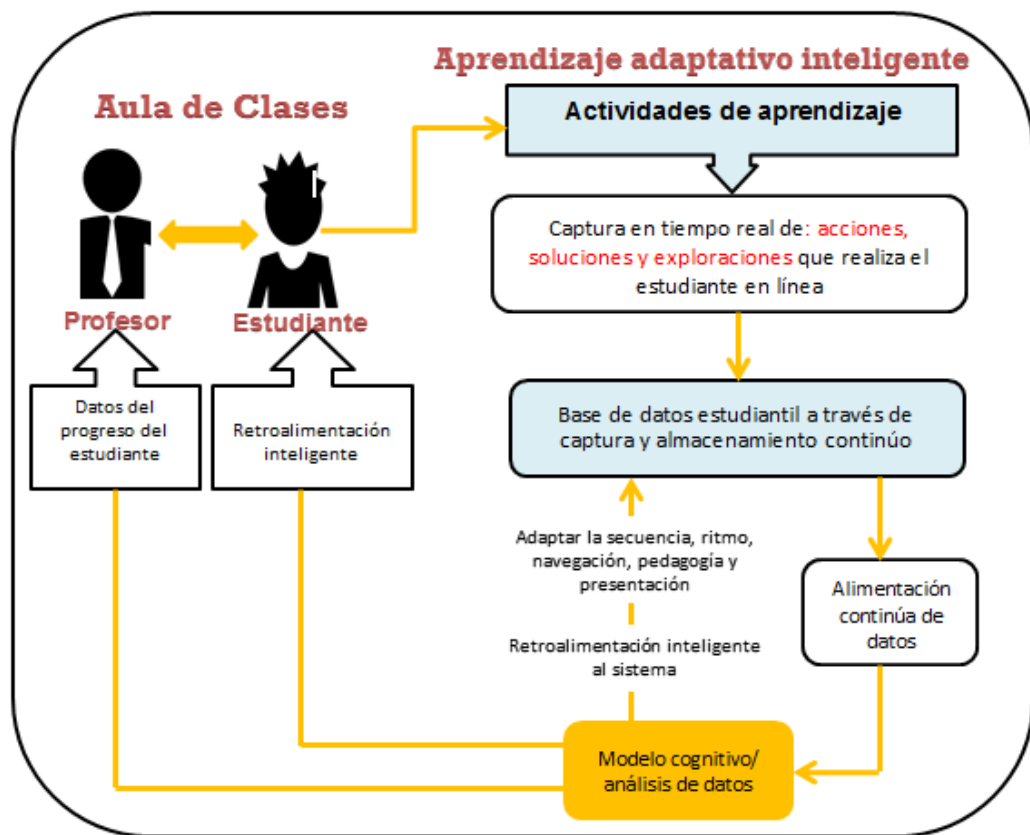 Aprendizaje adaptativo inteligente
Aula de Clases
Actividades de aprendizaje
Captura en tiempo real de: acciones,
soluciones y exploraciones que realiza el
estudiante en línea
Profesor
Estudiante
Datos del
progreso del
estudiante
Retroalimentación
inteligente
Base de datos estudiantil a través de
captura y almacenamiento continúo
Adaptar la secuencia, ritmo,
navegación, pedagogía y
presentación
Alimentación
continúa de
datos
Retroalimentación inteligente
al sistema
Modelo cognitivo/
análisis de datos